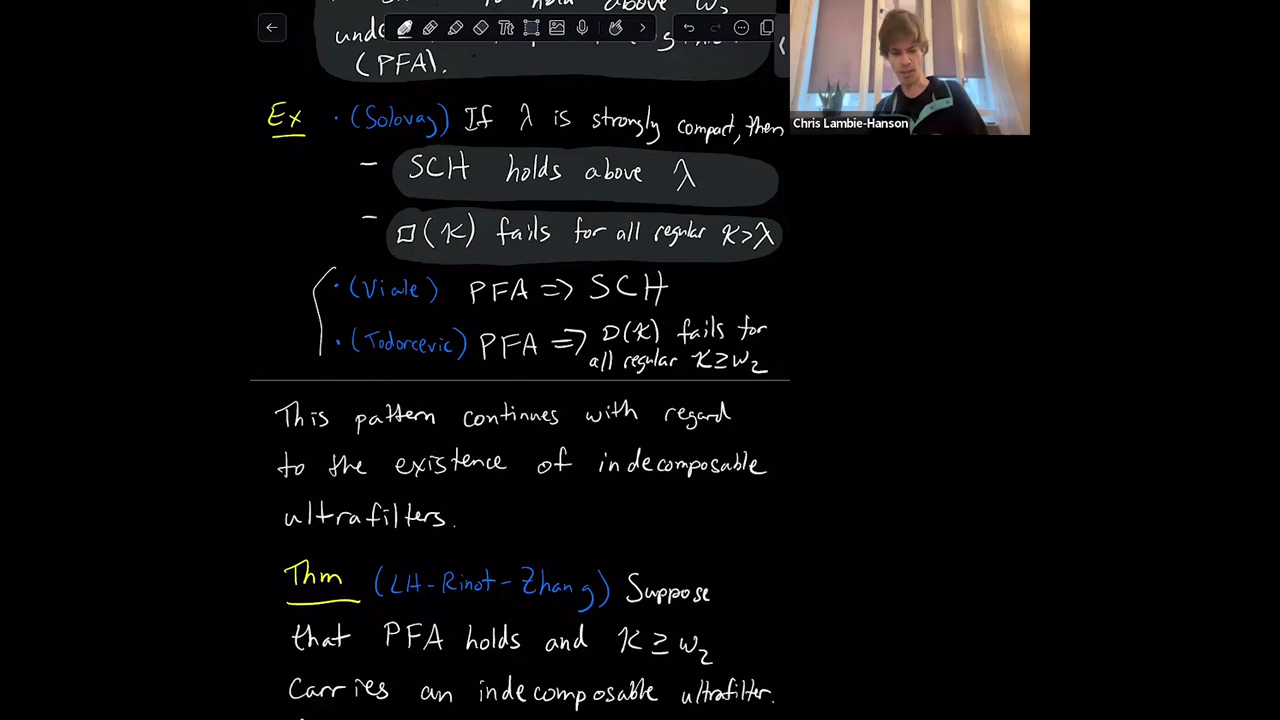 (PFA).
Ex · (Solovay) If λ is strongly compact, then
- SCH holds above λ
- □(κ) fails for all regular κ>λ
· (Viale) PFA ⇒ SCH
· (Todorcevic) PFA ⇒ □(κ) fails for
all regular κ≥ω₂
This pattern continues with regard
to the existence of indecomposable
ultrafilters.
Thm (LH-Rinot-Zhang) Suppose
that PFA holds and κ ≥ ω₂
carries an indecomposable ultrafilter.
Chris Lambie-Hanson